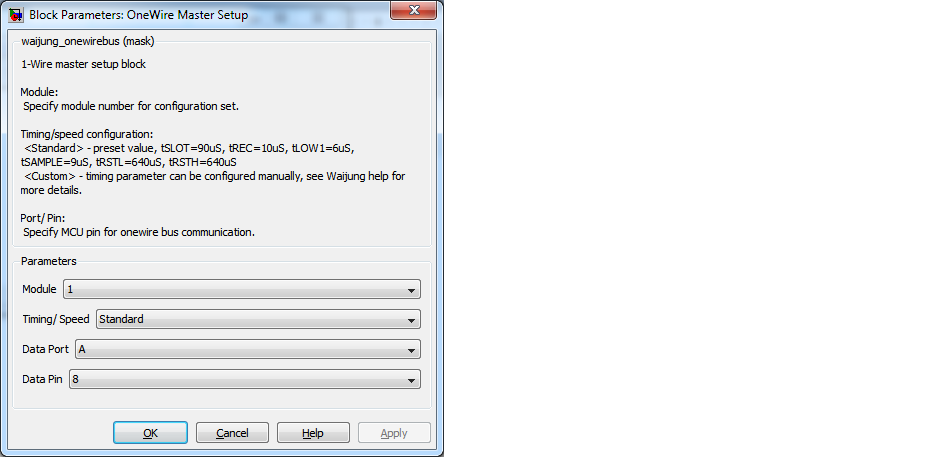 Block Parameters: OneWire Master Setup
waijung_onewirebus (mask)
1-Wire master setup block
Module:
Specify module number for configuration set.
Timing/speed configuration:
<Standard> - preset value, tSLOT=90uS, tREC=10uS, tLOW1=6uS,
tSAMPLE=9uS, tRSTL=640uS, tRSTH=640uS
<Custom> - timing parameter can be configured manually, see Waijung help for
more details.
Port/ Pin:
Specify MCU pin for onewire bus communication.
Parameters
Module 1
Timing/ Speed Standard
Data Port A
Data Pin 8
OK Cancel Help Apply